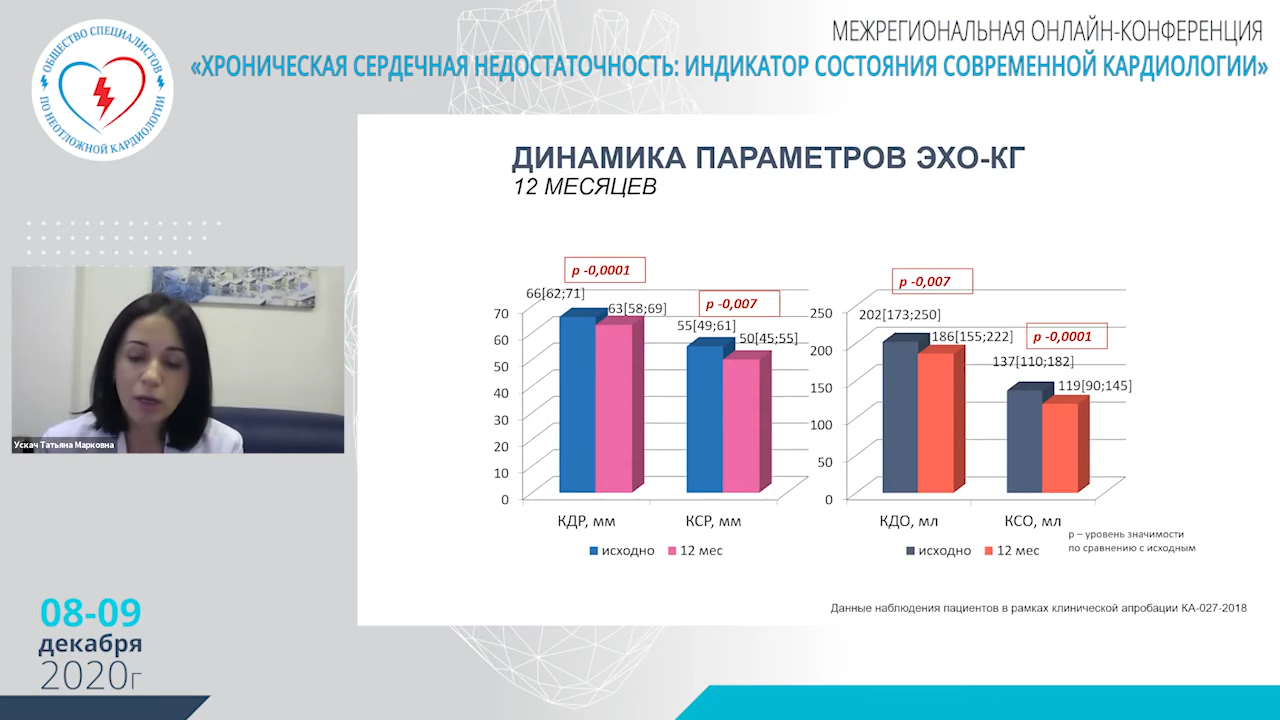 МЕЖРЕГИОНАЛЬНАЯ ОНЛАЙН-КОНФЕРЕНЦИЯ
«ХРОНИЧЕСКАЯ СЕРДЕЧНАЯ НЕДОСТАТОЧНОСТЬ: ИНДИКАТОР СОСТОЯНИЯ СОВРЕМЕННОЙ КАРДИОЛОГИИ»
ОБЩЕСТВО СПЕЦИАЛИСТОВ
ПО НЕОТЛОЖНОЙ КАРДИОЛОГИИ
ДИНАМИКА ПАРАМЕТРОВ ЭХО-КГ
12 МЕСЯЦЕВ
p -0,0001
66[62;71]
63[58;69]
p -0,007
55[49;61]
50[45;55]
70
60
50
40
30
20
10
0
КДР, мм
КСР, мм
исходно
12 мес
p -0,007
202[173;250]
186[155;222]
p -0,0001
137[110;182]
119[90;145]
250
200
150
100
50
0
КДО, мл
КСО, мл
исходно
12 мес
р – уровень значимости
по сравнению с исходным
Данные наблюдения пациентов в рамках клинической апробации КА-027-2018
Ускач Татьяна Марковна
08-09
декабря
2020г